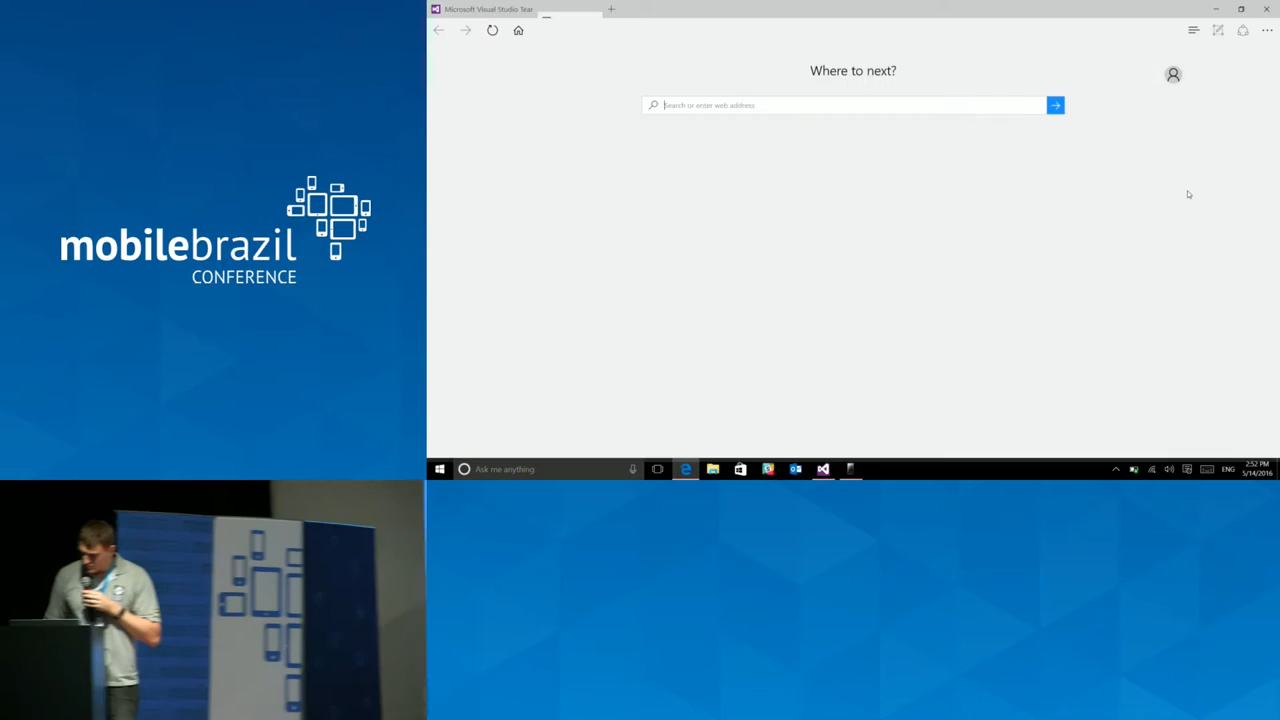 Microsoft Visual Studio Tear
Where to next?
Search or enter web address
mobilebrazil
CONFERENCE
Ask me anything
ENG
2:52 PM
5/14/2016